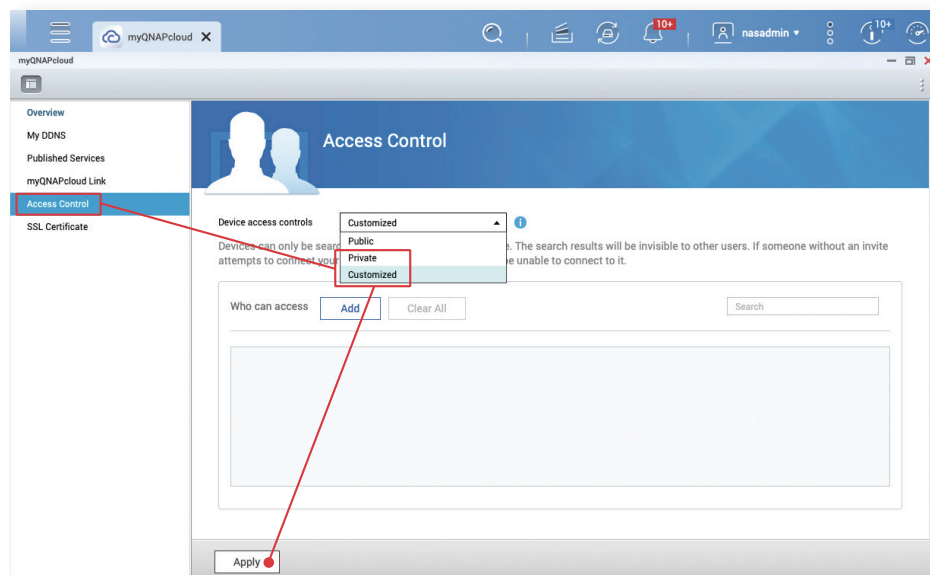 myQNAPcloud X
10+
nasadmin
10+
myQNAPcloud
Overview
My DDNS
Published Services
myQNAPcloud Link
Access Control
SSL Certificate
Access Control
Device access controls
Customized
Public
Private
Customized
Devices can only be sear e. The search results will be invisible to other users. If someone without an invite
attempts to connect your be unable to connect to it.
Who can access
Add
Clear All
Search
Apply